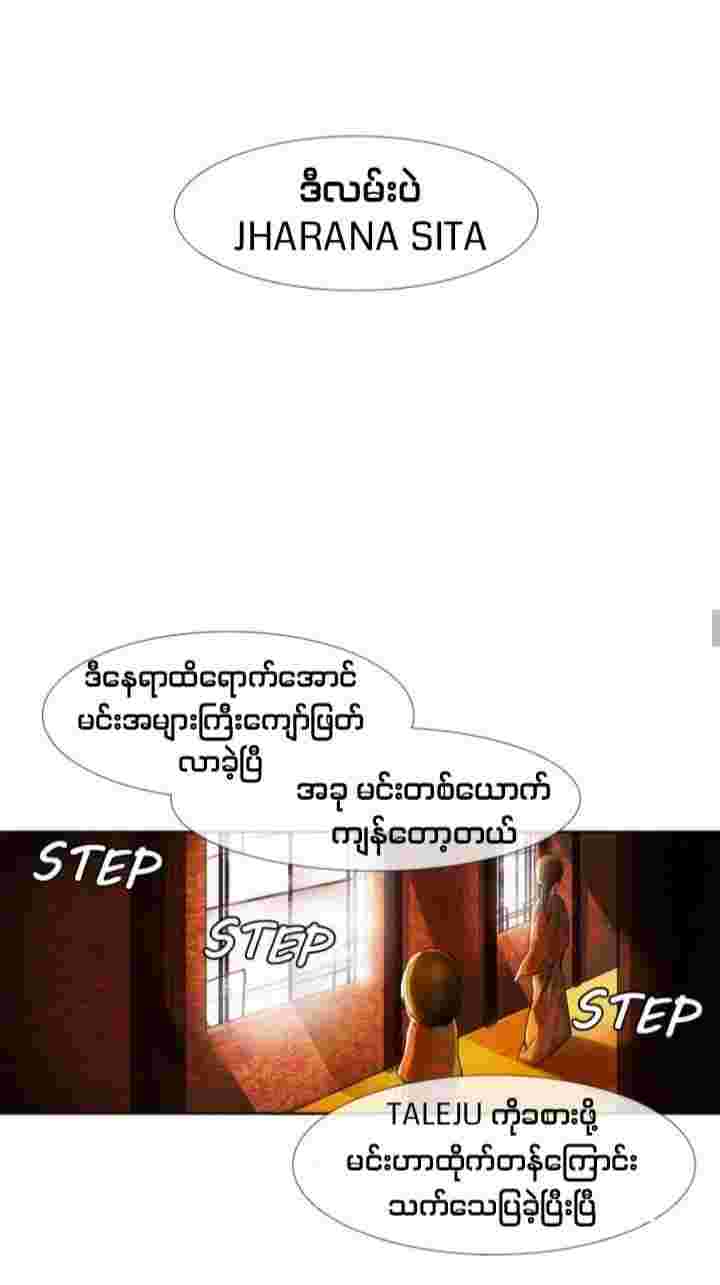 ဒီလမ်းပဲ
JHARANA SITA
ဒီနေရာထိရောက်အောင်
မင်းအများကြီးကျော်ဖြတ်
လာခဲ့ပြီ
အခု မင်းတစ်ယောက်
ကျန်တော့တယ်
STEP
STEP
STEP
TALEJU ကိုခစားဖို့
မင်းဟာထိုက်တန်ကြောင်း
သက်သေပြခဲ့ပြီးပြီ